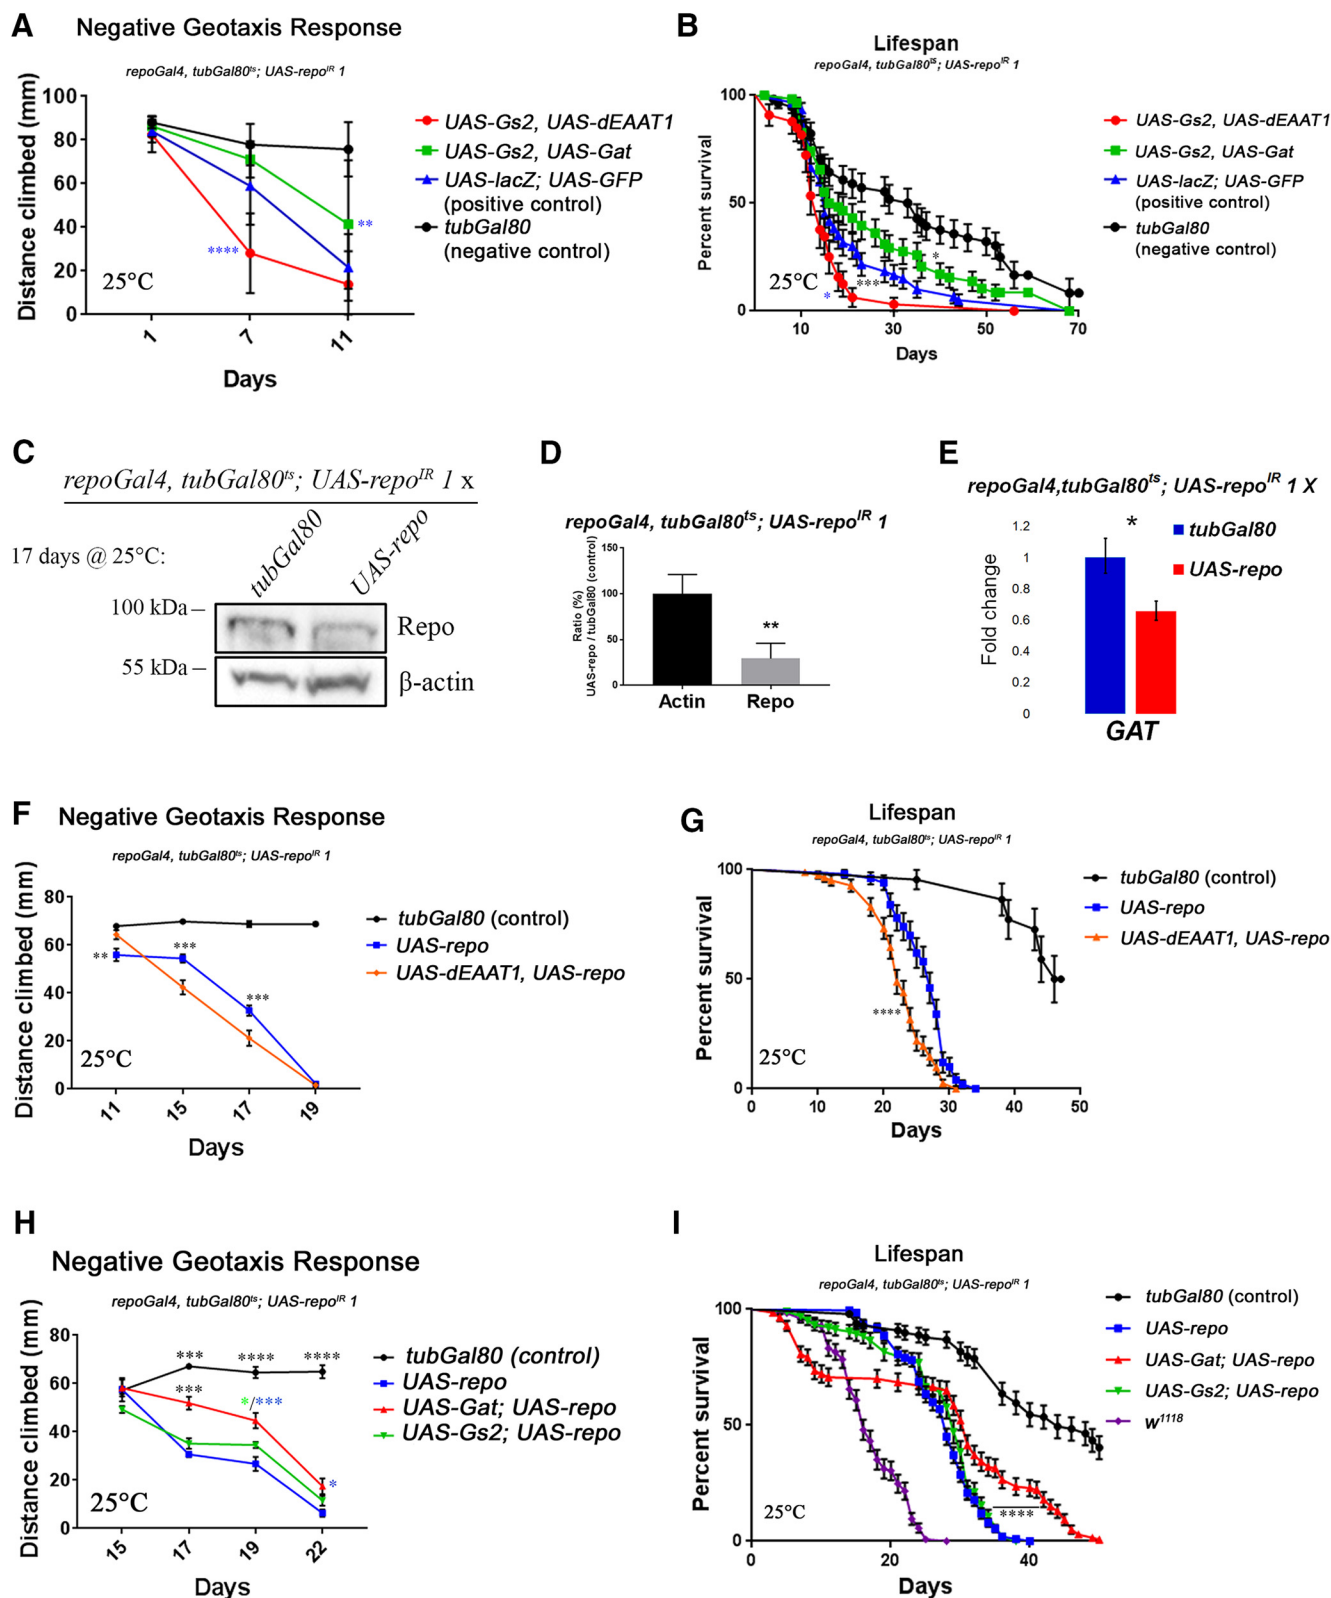 A
Negative Geotaxis Response
repoGal4, tubGal80ts; UAS-repoIR 1
Distance climbed (mm)
100
80
60
40
20
0
****
**
25°C
1
7
11
Days
UAS-Gs2, UAS-dEAAT1
UAS-Gs2, UAS-Gat
UAS-lacZ; UAS-GFP
(positive control)
tubGal80
(negative control)
B
Lifespan
repoGal4, tubGal80ts; UAS-repoIR 1
Percent survival
100
50
0
*
***
*
25°C
10
30
50
70
Days
UAS-Gs2, UAS-dEAAT1
UAS-Gs2, UAS-Gat
UAS-lacZ; UAS-GFP
(positive control)
tubGal80
(negative control)
C
repoGal4, tubGal80ts; UAS-repoIR 1 x
17 days @ 25°C:
tubGal80
UAS-repo
100 kDa
Repo
55 kDa
β-actin
D
repoGal4, tubGal80ts; UAS-repoIR 1
Ratio (%)
UAS-repo / tubGal80 (control)
150
100
50
0
**
Actin
Repo
E
repoGal4,tubGal80ts; UAS-repoIR 1 X
Fold change
1.2
1
0.8
0.6
0.4
0.2
0
*
tubGal80
UAS-repo
GAT
F
Negative Geotaxis Response
repoGal4, tubGal80ts; UAS-repoIR 1
Distance climbed (mm)
80
60
40
20
0
**
***
***
25°C
11
15
17
19
Days
tubGal80 (control)
UAS-repo
UAS-dEAAT1, UAS-repo
G
Lifespan
repoGal4, tubGal80ts; UAS-repoIR 1
Percent survival
100
50
0
****
25°C
0
10
20
30
40
50
Days
tubGal80 (control)
UAS-repo
UAS-dEAAT1, UAS-repo
H
Negative Geotaxis Response
repoGal4, tubGal80ts; UAS-repoIR 1
Distance climbed (mm)
80
60
40
20
0
***
****
****
***
*/***
*
25°C
15
17
19
22
Days
tubGal80 (control)
UAS-repo
UAS-Gat; UAS-repo
UAS-Gs2; UAS-repo
I
Lifespan
repoGal4, tubGal80ts; UAS-repoIR 1
Percent survival
100
50
0
****
25°C
0
20
40
Days
tubGal80 (control)
UAS-repo
UAS-Gat; UAS-repo
UAS-Gs2; UAS-repo
w1118